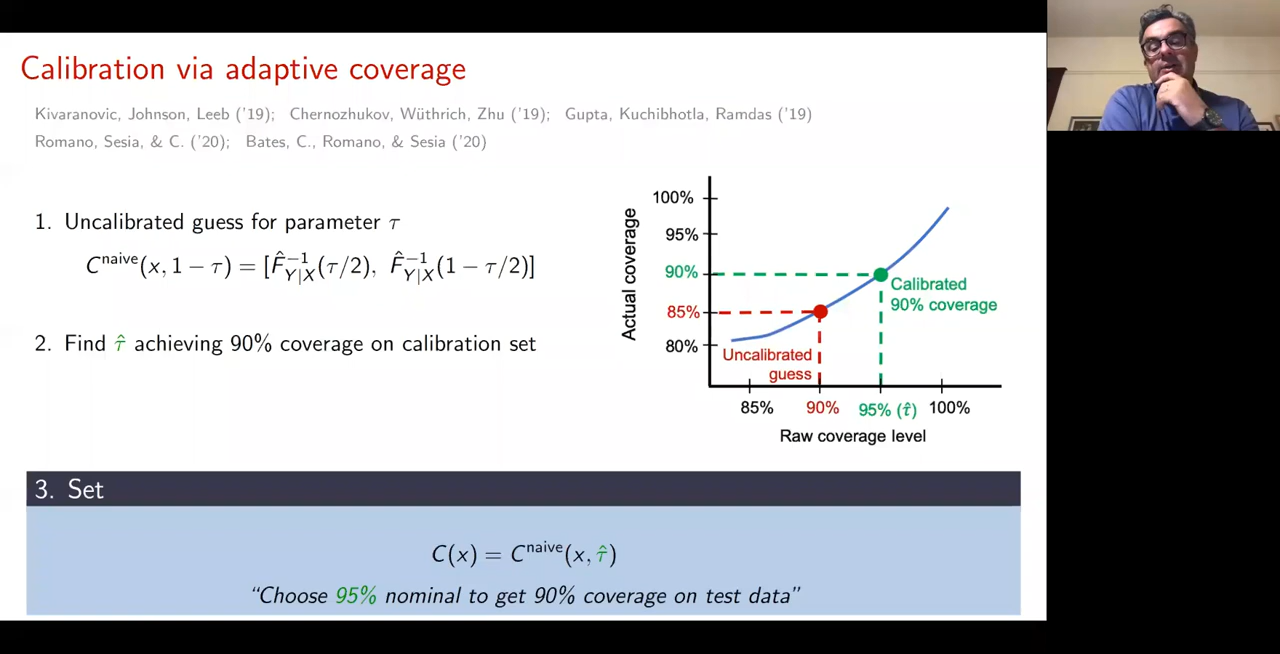 Calibration via adaptive coverage
Kivaranovic, Johnson, Leeb ('19); Chernozhukov, Wüthrich, Zhu ('19); Gupta, Kuchibhotla, Ramdas ('19)
Romano, Sesia, & C. ('20); Bates, C., Romano, & Sesia ('20)
1. Uncalibrated guess for parameter τ
C^naive(x, 1 − τ) = [F̂^−1_Y|X(τ/2), F̂^−1_Y|X(1 − τ/2)]
2. Find τ̂ achieving 90% coverage on calibration set
Actual coverage
100%
95%
90%
85%
80%
Calibrated
90% coverage
Uncalibrated
guess
85%
90%
95% (τ̂)
100%
Raw coverage level
3. Set
C(x) = C^naive(x, τ̂)
“Choose 95% nominal to get 90% coverage on test data”